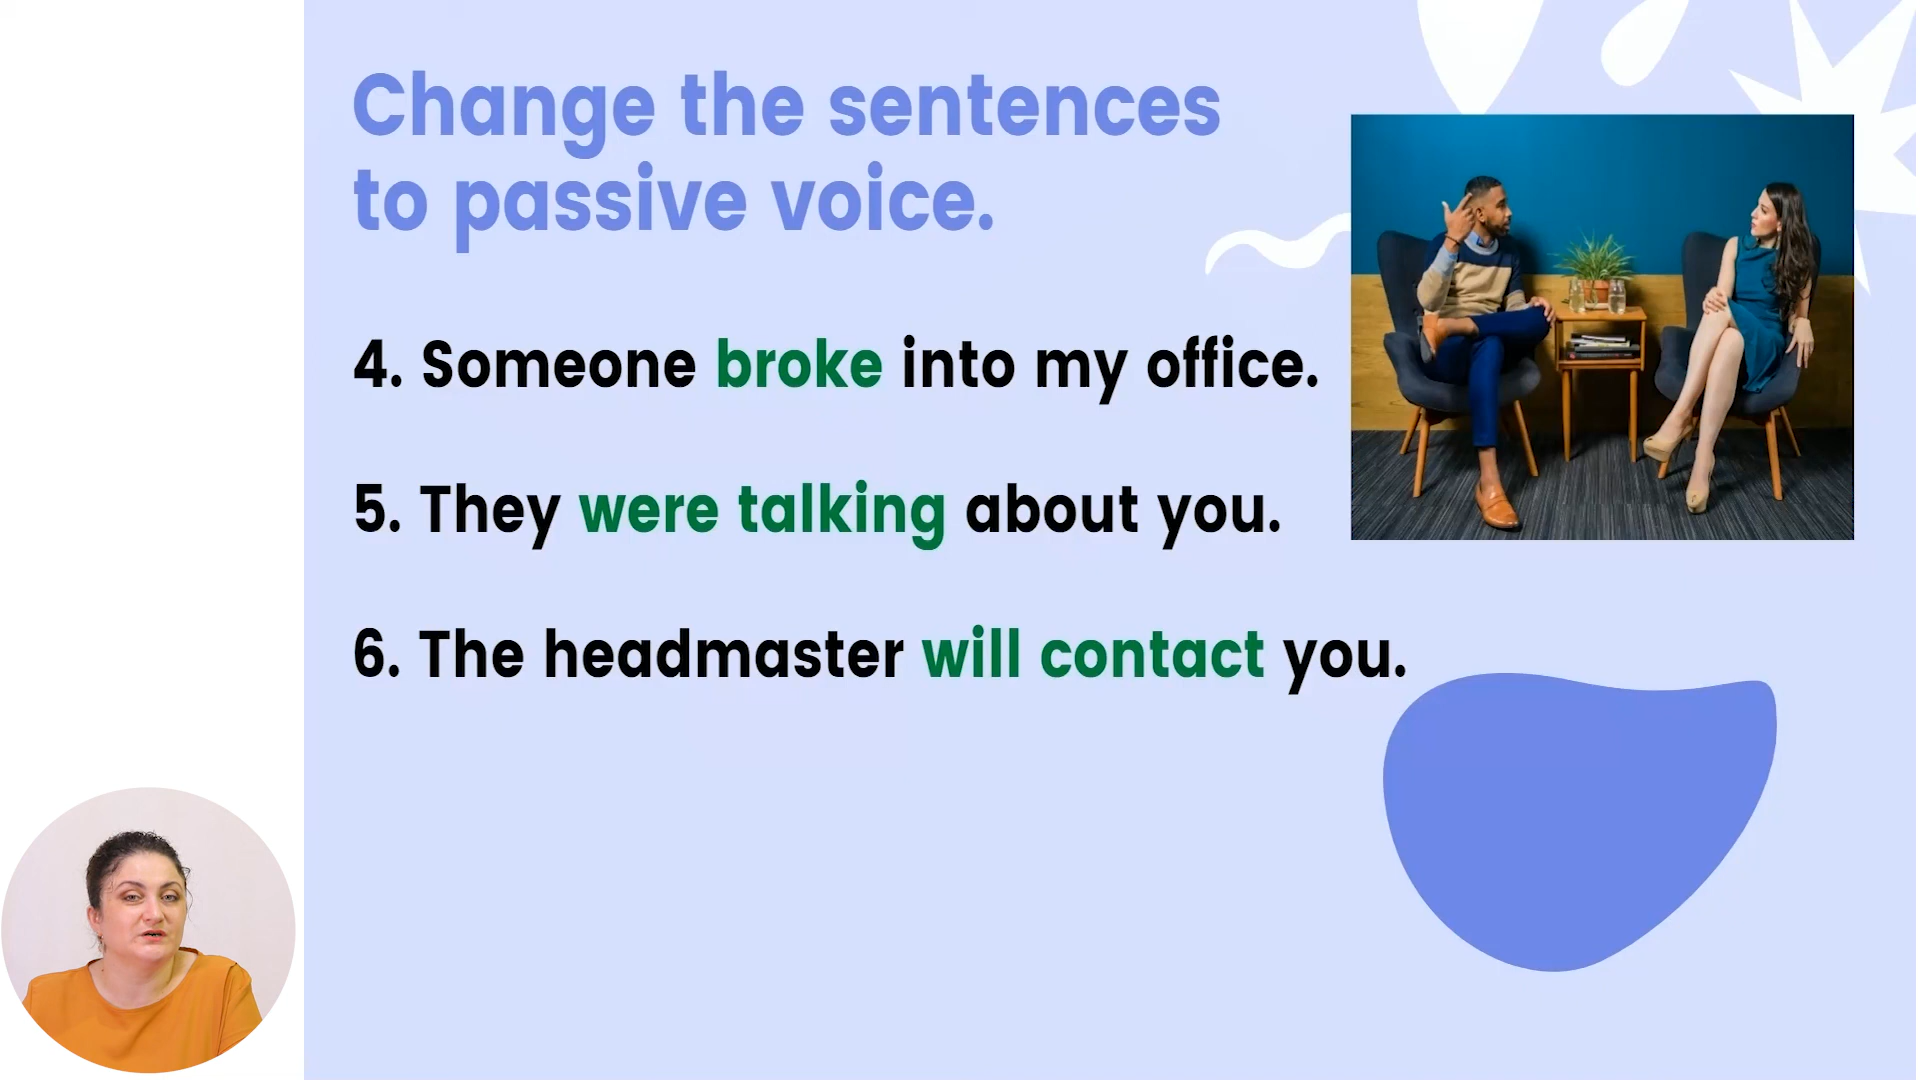 Change the sentences
to passive voice.
4. Someone broke into my office.
5. They were talking about you.
6. The headmaster will contact you.